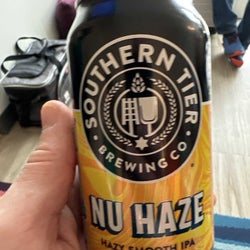 SOUTHERN TIER
BREWING CO.
NU HAZE
HAZY SMOOTH IPA